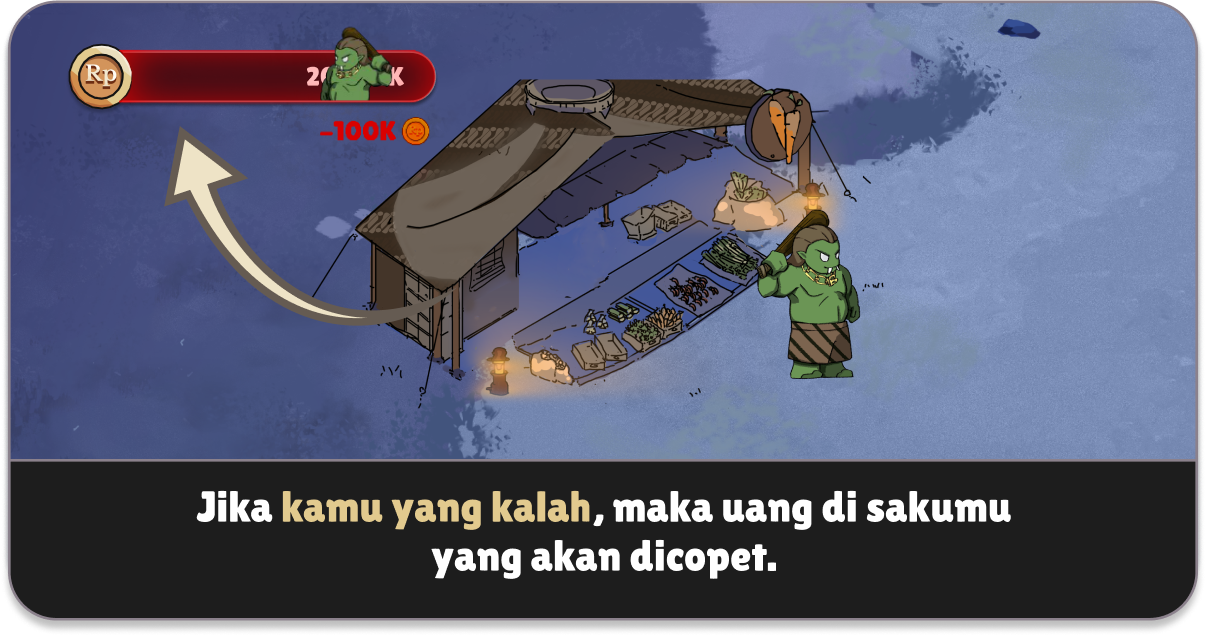 Rp
-100K
Jika kamu yang kalah, maka uang di sakumu
yang akan dicopet.